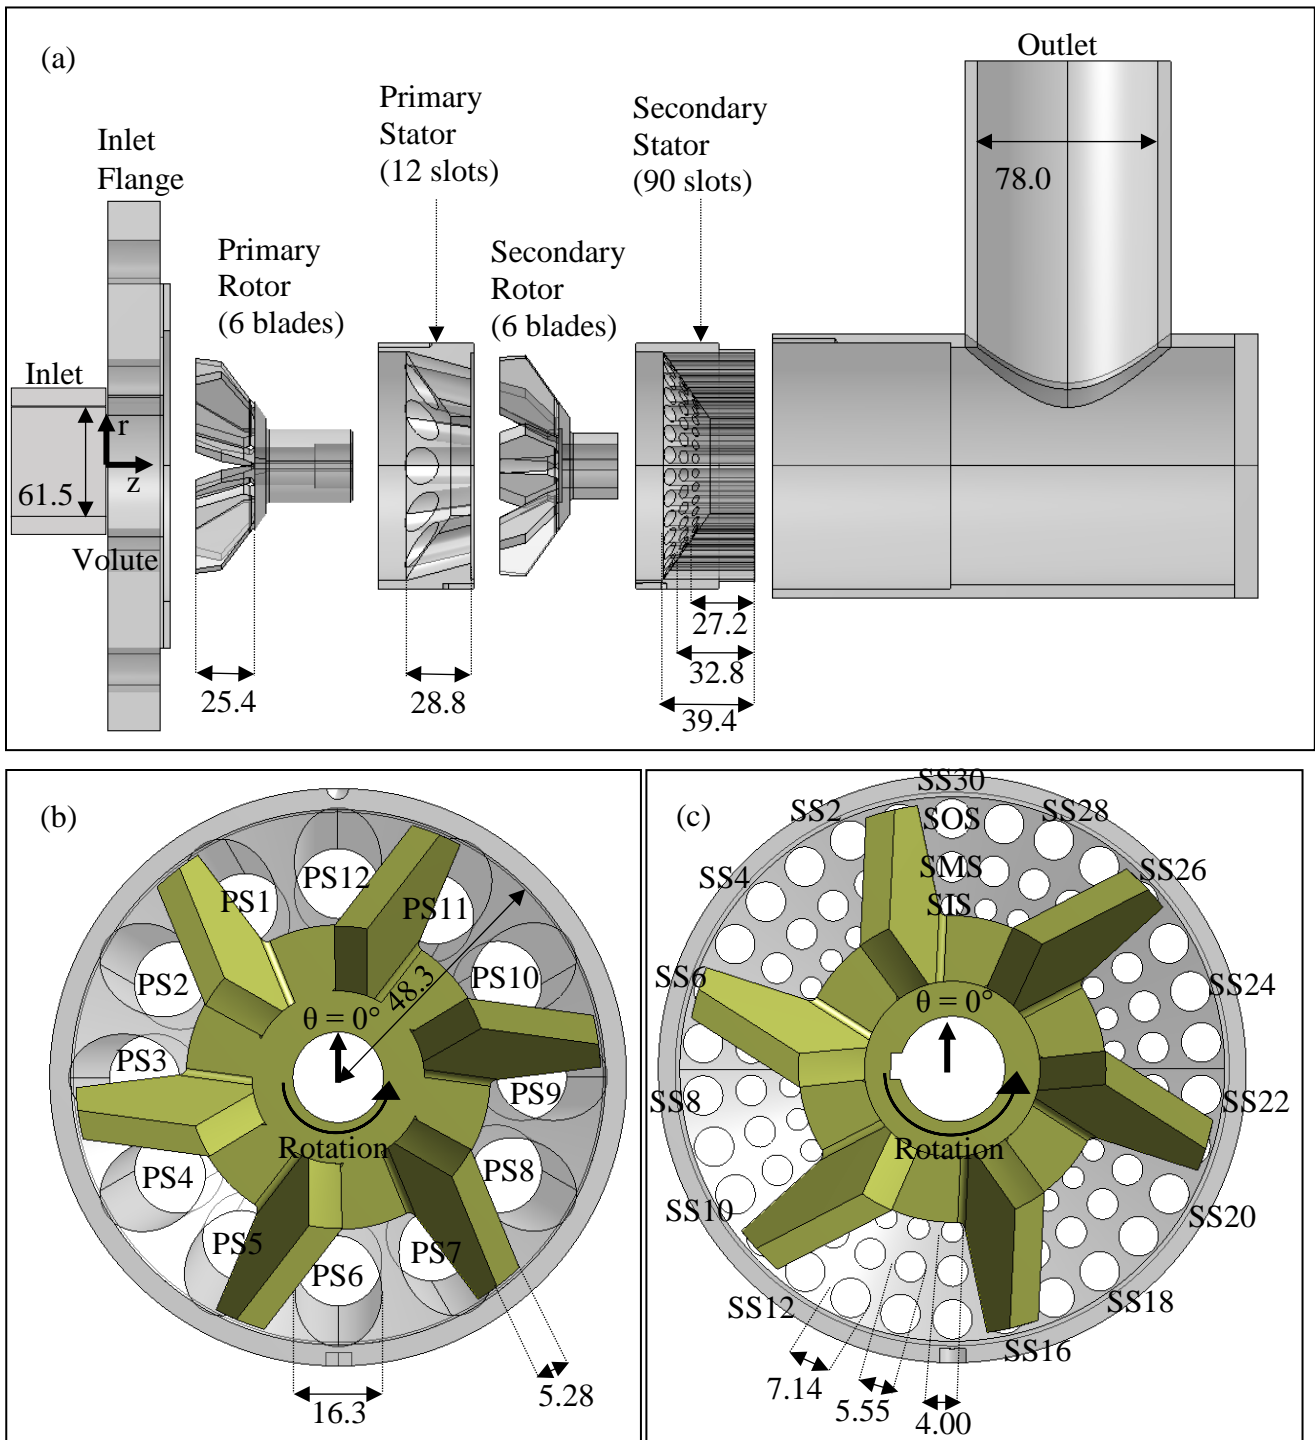 (a)
Outlet
Primary
Stator
(12 slots)
Secondary
Stator
(90 slots)
Inlet
Flange
78.0
Primary
Rotor
(6 blades)
Secondary
Rotor
(6 blades)
Inlet
r
z
61.5
Volute
27.2
32.8
25.4
28.8
39.4
(b)
PS12
PS1
PS11
PS2
PS10
48.3
θ = 0°
PS3
PS9
Rotation
PS4
PS8
PS5
PS7
PS6
5.28
16.3
(c)
SS30
SS2
SOS
SS28
SMS
SS4
SS26
SIS
SS6
SS24
θ = 0°
SS8
SS22
Rotation
SS10
SS20
SS12
SS18
SS16
7.14
5.55
4.00